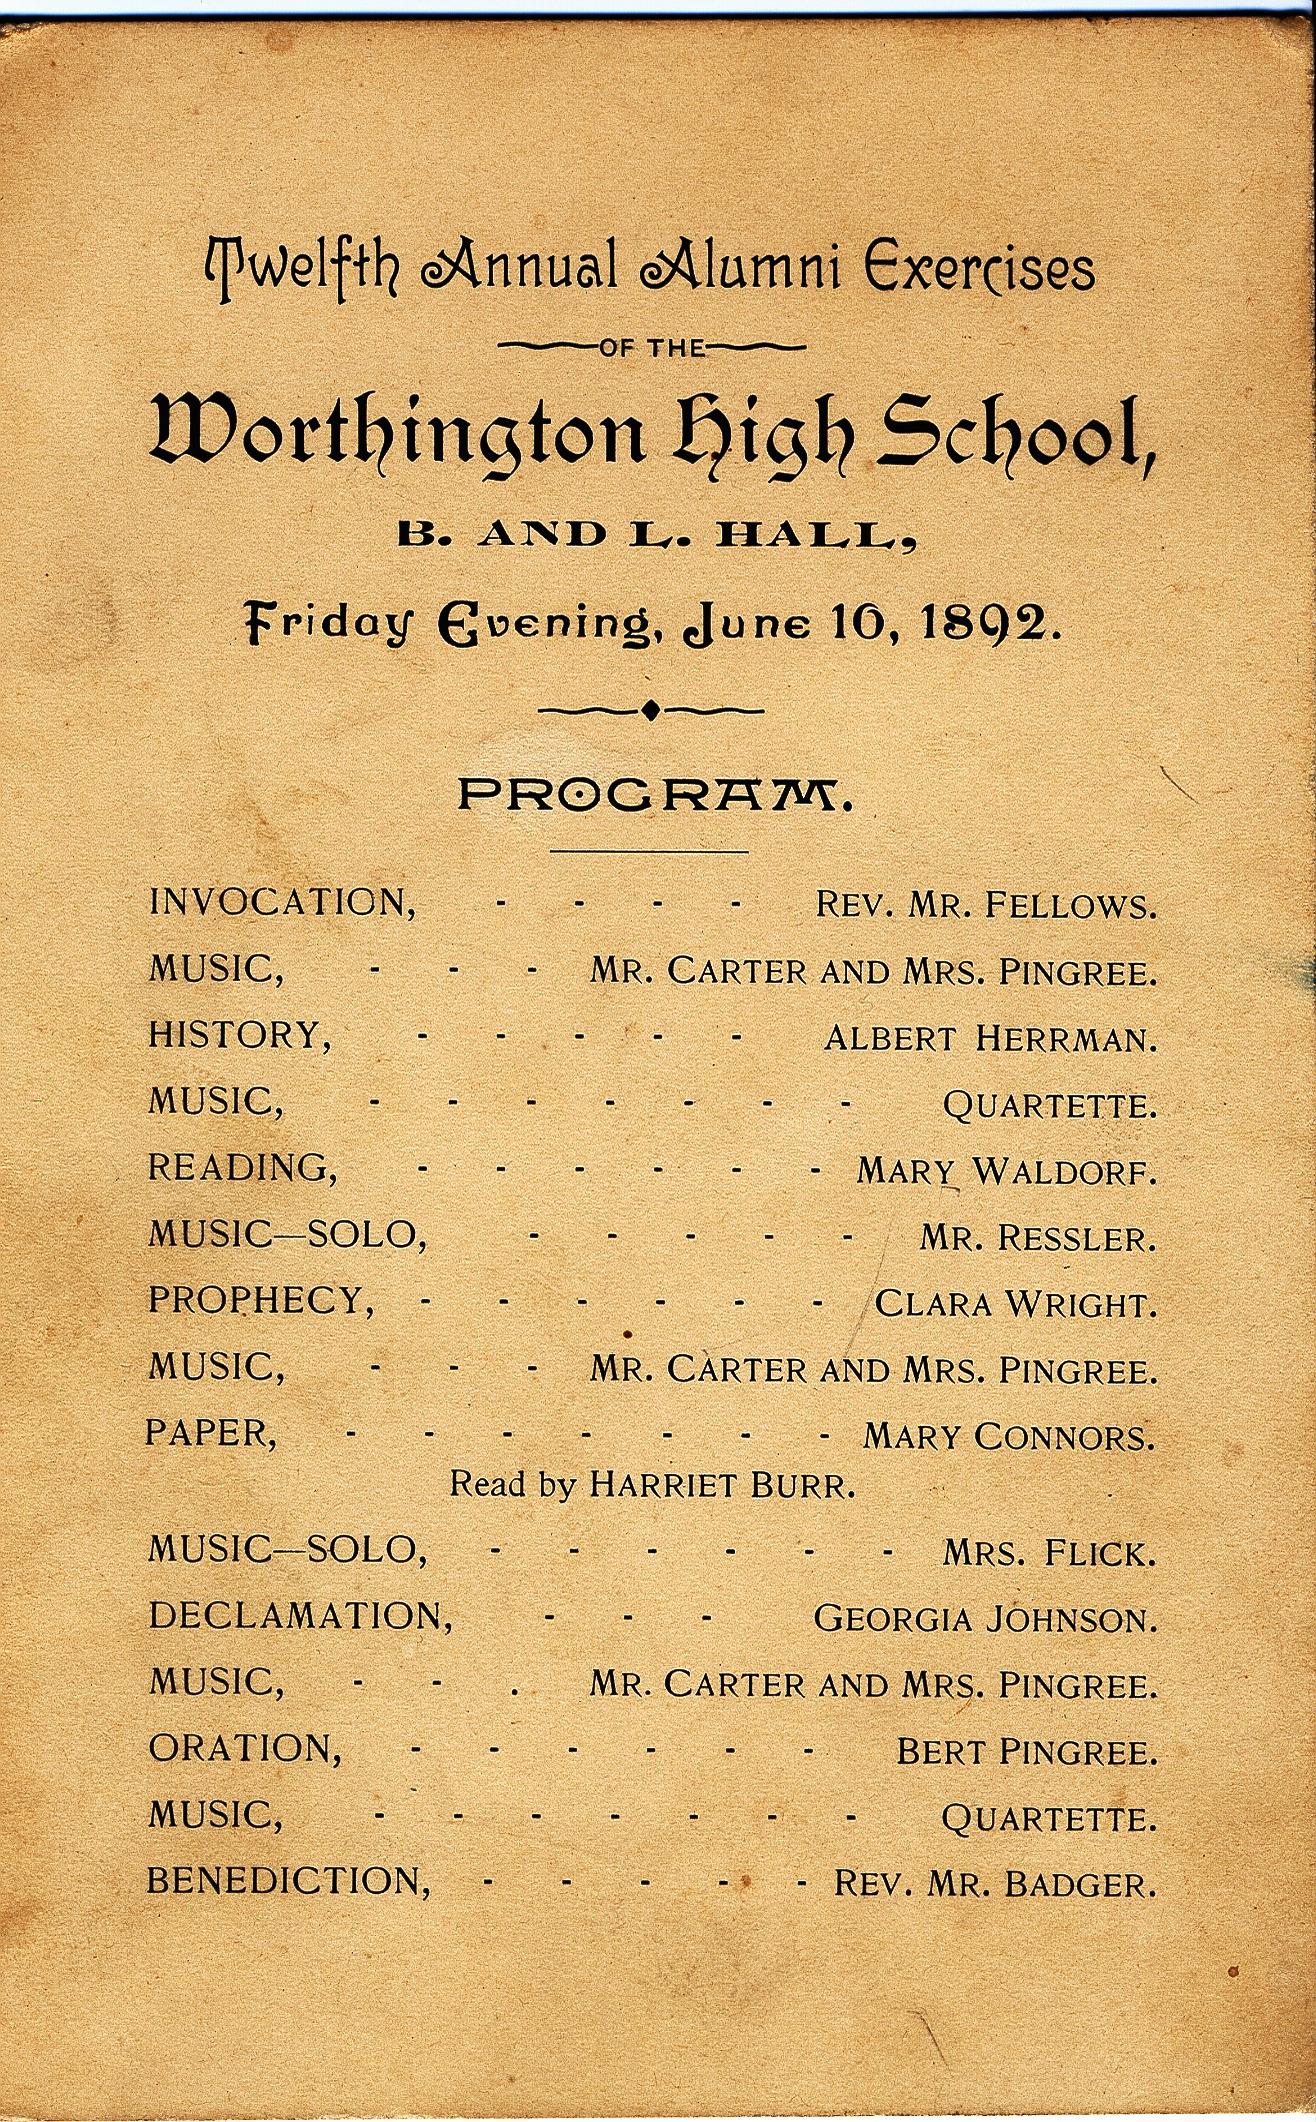 Twelfth Annual Alumni Exercises
OF THE
Worthington High School,
B. AND L. HALL,
Friday Evening, June 10, 1892.
PROGRAM.
INVOCATION, - - - - REV. MR. FELLOWS.
MUSIC, - - - MR. CARTER AND MRS. PINGREE.
HISTORY, - - - - - ALBERT HERRMAN.
MUSIC, - - - - - - - QUARTETTE.
READING, - - - - - - MARY WALDORF.
MUSIC—SOLO, - - - - - MR. RESSLER.
PROPHECY, - - - - - - CLARA WRIGHT.
MUSIC, - - - MR. CARTER AND MRS. PINGREE.
PAPER, - - - - - - - MARY CONNORS.
Read by HARRIET BURR.
MUSIC—SOLO, - - - - - - MRS. FLICK.
DECLAMATION, - - - GEORGIA JOHNSON.
MUSIC, - - . MR. CARTER AND MRS. PINGREE.
ORATION, - - - - - - BERT PINGREE.
MUSIC, - - - - - - - QUARTETTE.
BENEDICTION, - - - - - REV. MR. BADGER.